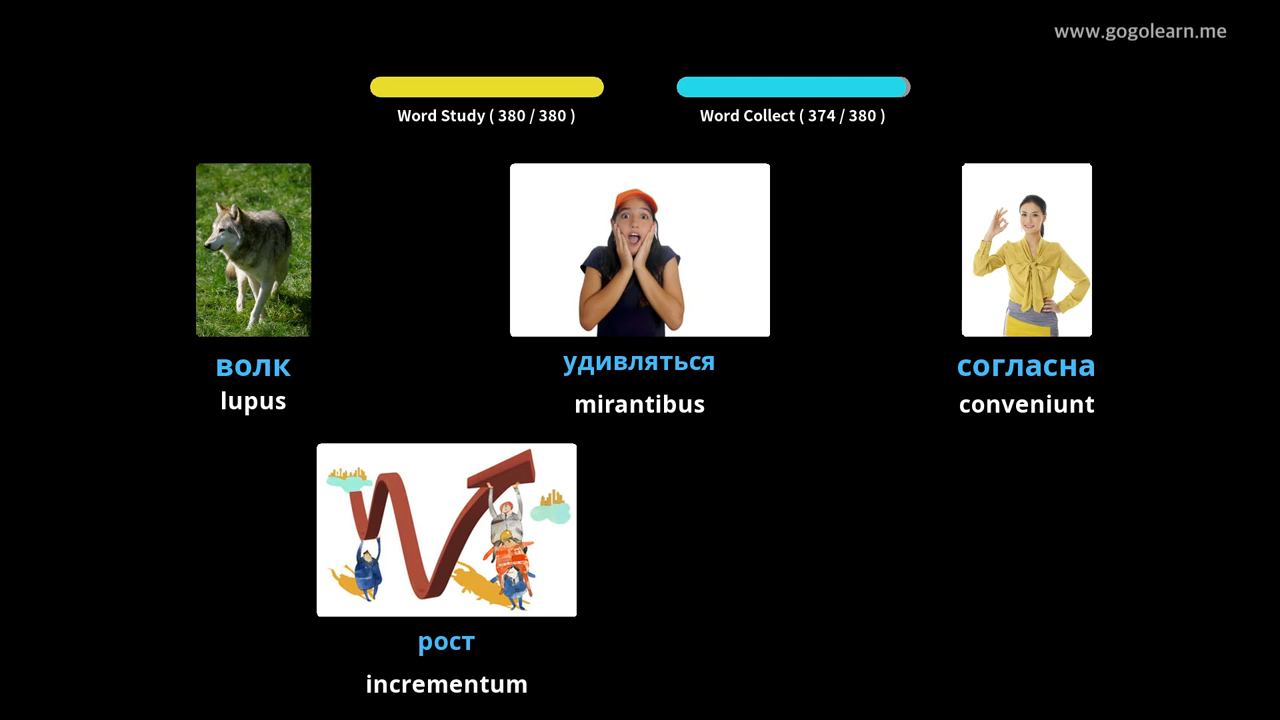 www.gogolearn.me
Word Study ( 380 / 380 )
Word Collect ( 374 / 380 )
волк
lupus
удивляться
mirantibus
согласна
conveniunt
рост
incrementum